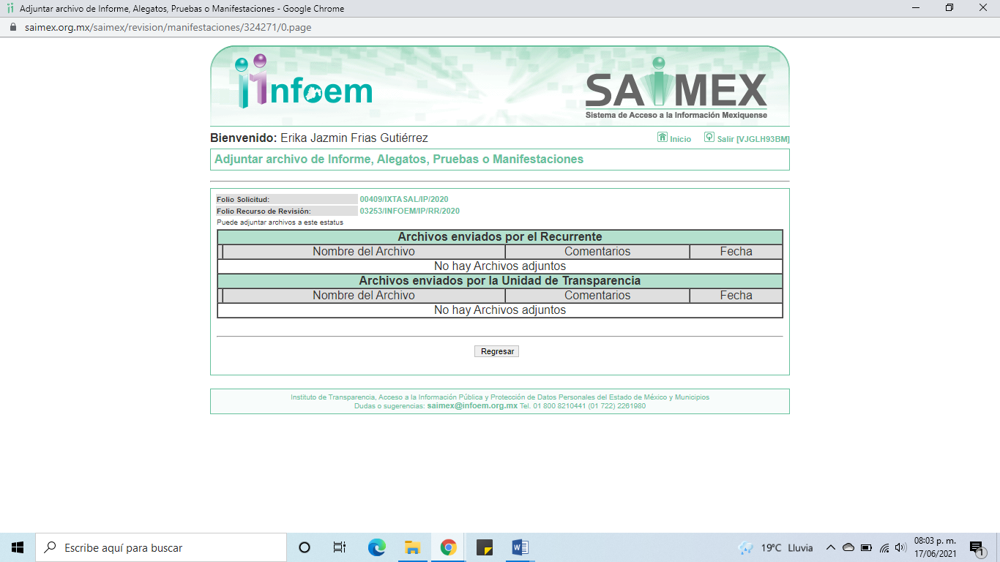 Adjuntar archivo de Informe, Alegatos, Pruebas o Manifestaciones - Google Chrome
saimex.org.mx/saimex/revision/manifestaciones/324271/0.page
infoem
SAIMEX
Sistema de Acceso a la Información Mexiquense
Bienvenido: Erika Jazmin Frias Gutiérrez
Inicio Salir [VJGLH93BM]
Adjuntar archivo de Informe, Alegatos, Pruebas o Manifestaciones
Folio Solicitud: 00409/IXTASAL/IP/2020
Folio Recurso de Revisión: 03253/INFOEM/IP/RR/2020
Puede adjuntar archivos a este estatus
Archivos enviados por el Recurrente
Nombre del Archivo Comentarios Fecha
No hay Archivos adjuntos
Archivos enviados por la Unidad de Transparencia
Nombre del Archivo Comentarios Fecha
No hay Archivos adjuntos
Regresar
Instituto de Transparencia, Acceso a la Información Pública y Protección de Datos Personales del Estado de México y Municipios
Dudas o sugerencias: saimex@infoem.org.mx Tel. 01 800 8210441 (01 722) 2261980
Escribe aquí para buscar
19°C Lluvia
08:03 p. m.
17/06/2021
1